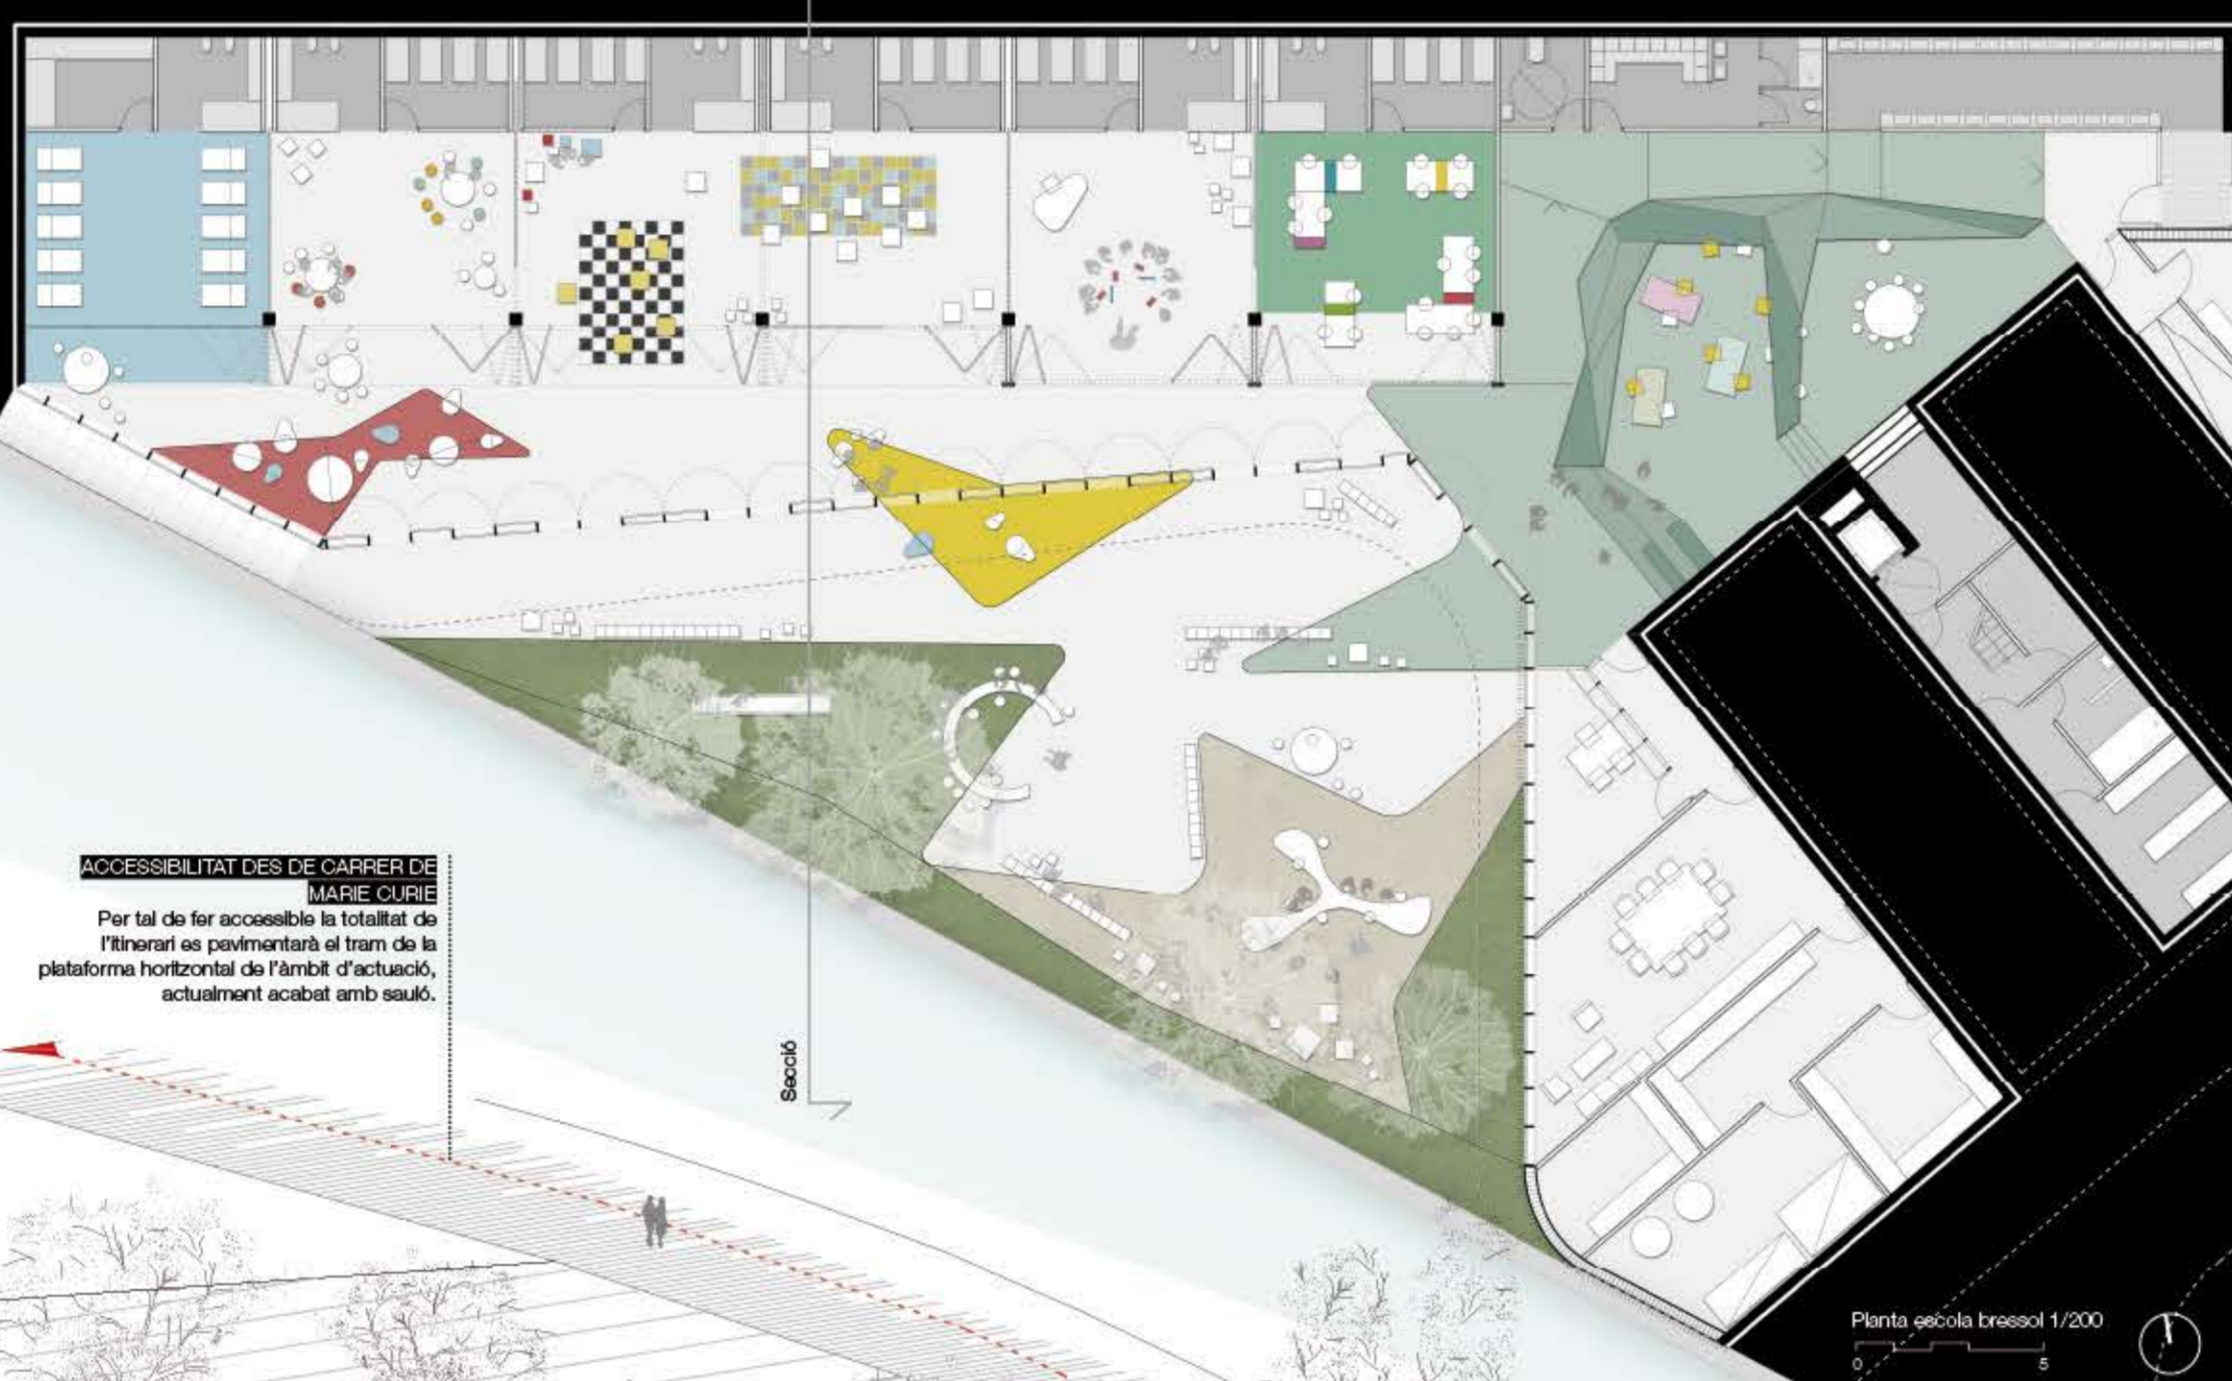 ACCESSIBILITAT DES DE CARRER DE
MARIE CURIE
Per tal de fer accessible la totalitat de
l'itinerari es pavimentarà el tram de la
plataforma horitzontal de l'àmbit d'actuació,
actualment acabat amb sauló.
Secció
Planta escola bressol 1/200
0 5